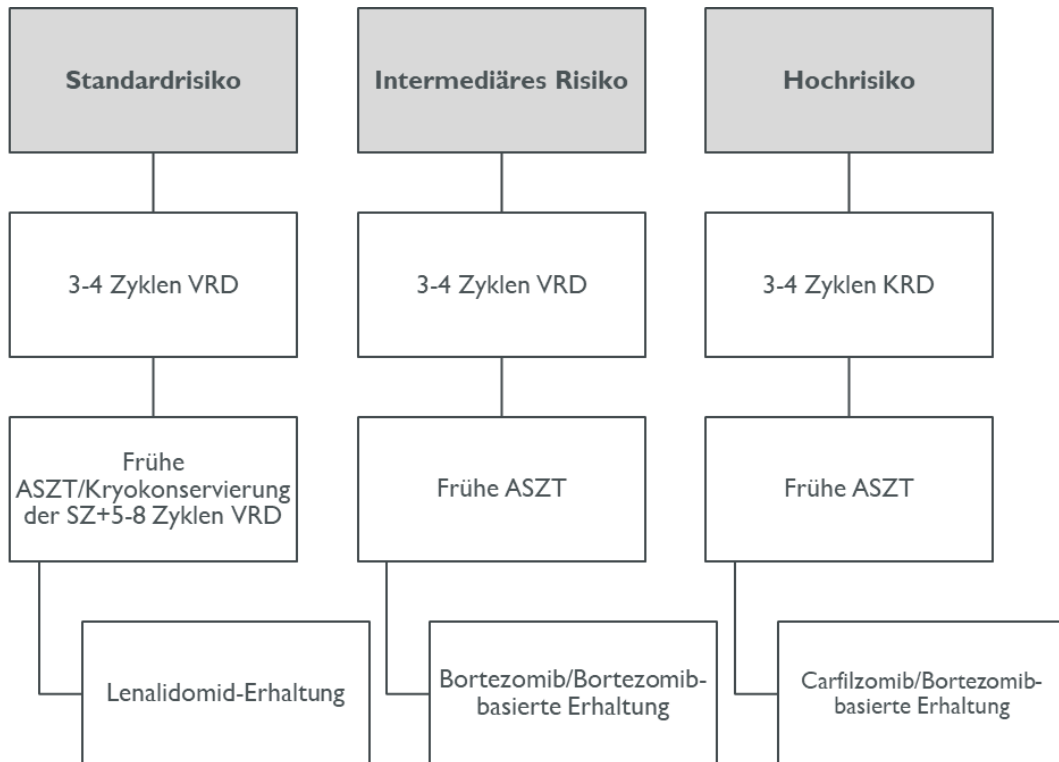 Standardrisiko
Intermediäres Risiko
Hochrisiko
3-4 Zyklen VRD
3-4 Zyklen VRD
3-4 Zyklen KRD
Frühe
ASZT/Kryokonservierung
der SZ+5-8 Zyklen VRD
Frühe ASZT
Frühe ASZT
Lenalidomid-Erhaltung
Bortezomib/Bortezomib-
basierte Erhaltung
Carfilzomib/Bortezomib-
basierte Erhaltung